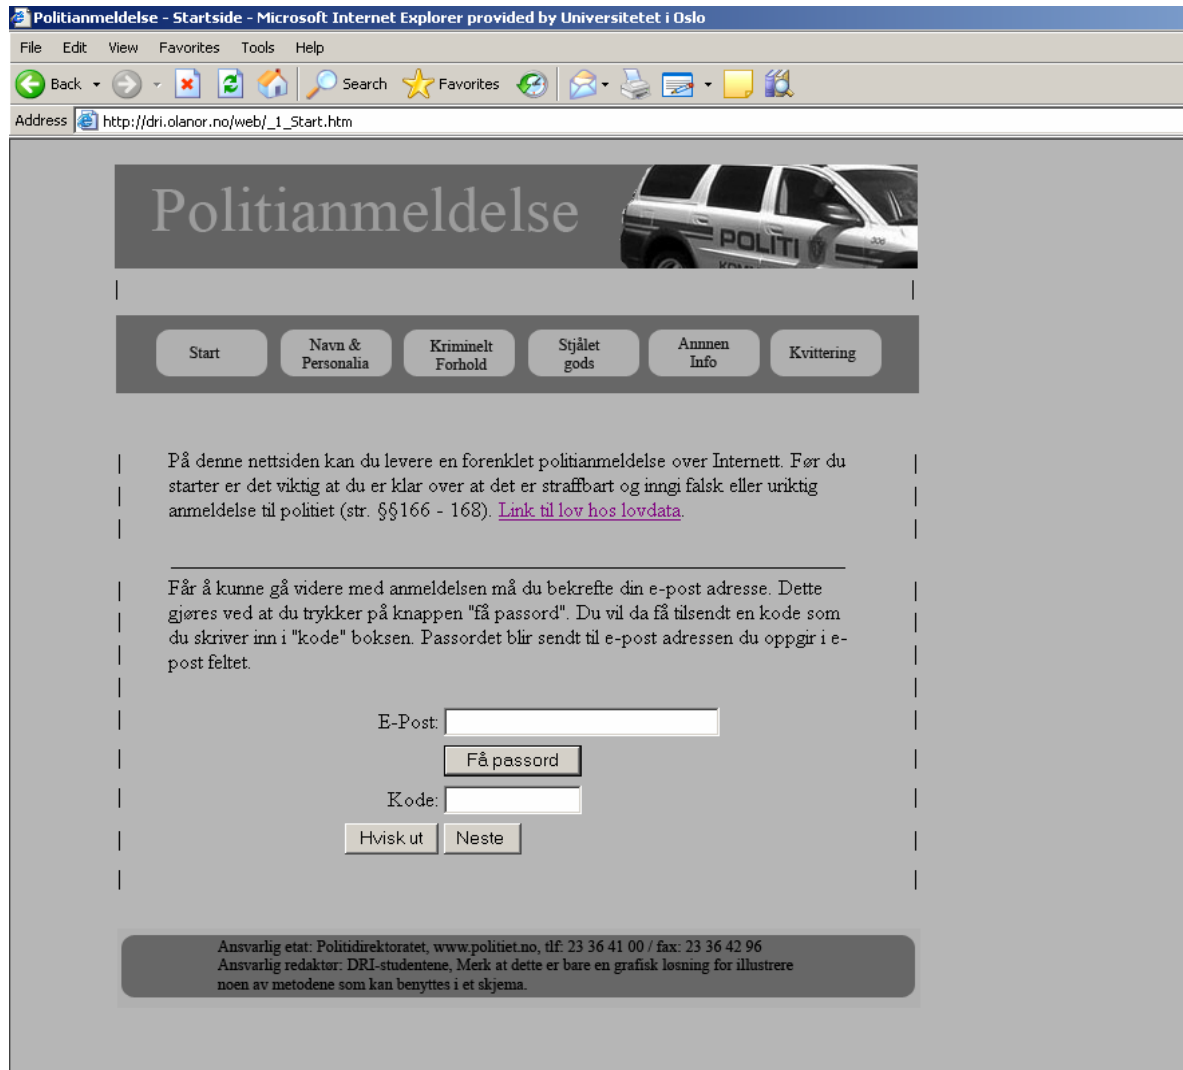 Politianmeldelse - Startside - Microsoft Internet Explorer provided by Universitetet i Oslo
File Edit View Favorites Tools Help
Back Search Favorites
Address http://dri.olanor.no/web/_1_Start.htm
Politianmeldelse
POLITI
306
Start
Navn &
Personalia
Kriminelt
Forhold
Stjålet
gods
Annnen
Info
Kvittering
På denne nettsiden kan du levere en forenklet politianmeldelse over Internett. Før du
starter er det viktig at du er klar over at det er straffbart og inngi falsk eller uriktig
anmeldelse til politiet (str. §§166 - 168). Link til lov hos lovdata.
Får å kunne gå videre med anmeldelsen må du bekrefte din e-post adresse. Dette
gjøres ved at du trykker på knappen "få passord". Du vil da få tilsendt en kode som
du skriver inn i "kode" boksen. Passordet blir sendt til e-post adressen du oppgir i e-
post feltet.
E-Post:
Få passord
Kode:
Hvisk ut Neste
Ansvarlig etat: Politidirektoratet, www.politiet.no, tlf: 23 36 41 00 / fax: 23 36 42 96
Ansvarlig redaktør: DRI-studentene, Merk at dette er bare en grafisk løsning for illustrere
noen av metodene som kan benyttes i et skjema.